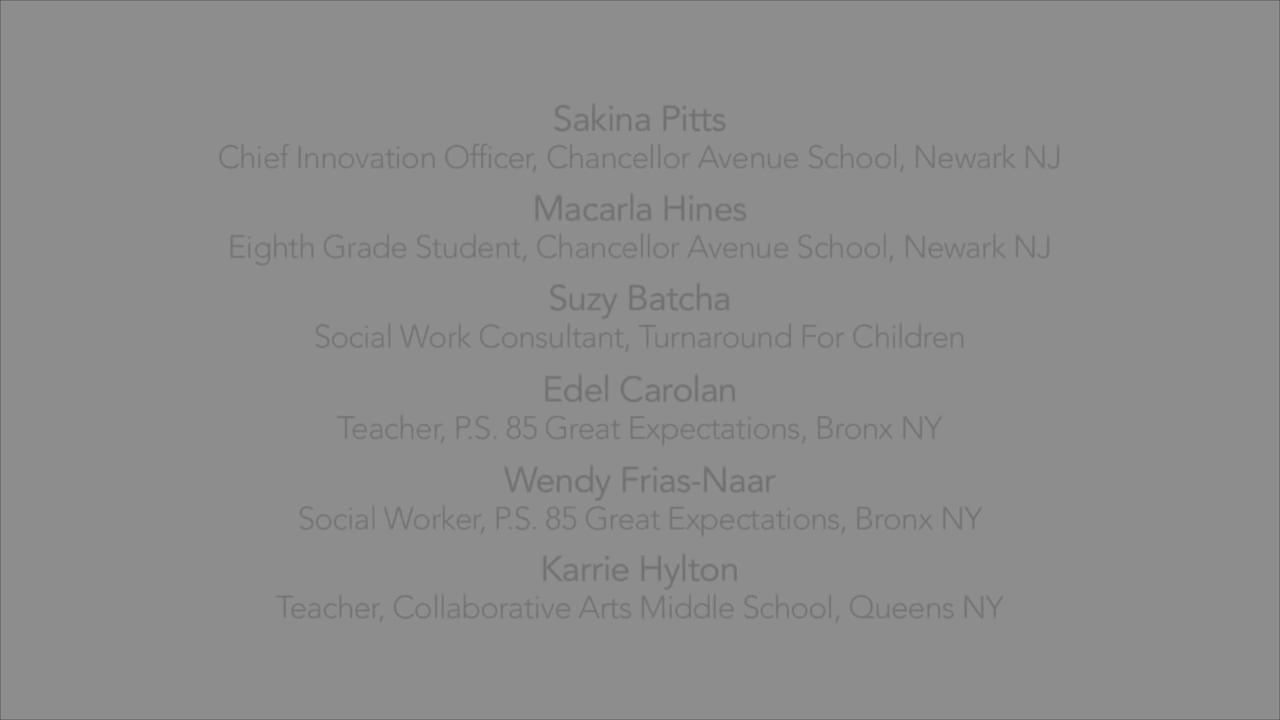 Sakina Pitts
Chief Innovation Officer, Chancellor Avenue School, Newark NJ
Macarla Hines
Eighth Grade Student, Chancellor Avenue School, Newark NJ
Suzy Batcha
Social Work Consultant, Turnaround For Children
Edel Carolan
Teacher, P.S. 85 Great Expectations, Bronx NY
Wendy Frias-Naar
Social Worker, P.S. 85 Great Expectations, Bronx NY
Karrie Hylton
Teacher, Collaborative Arts Middle School, Queens NY